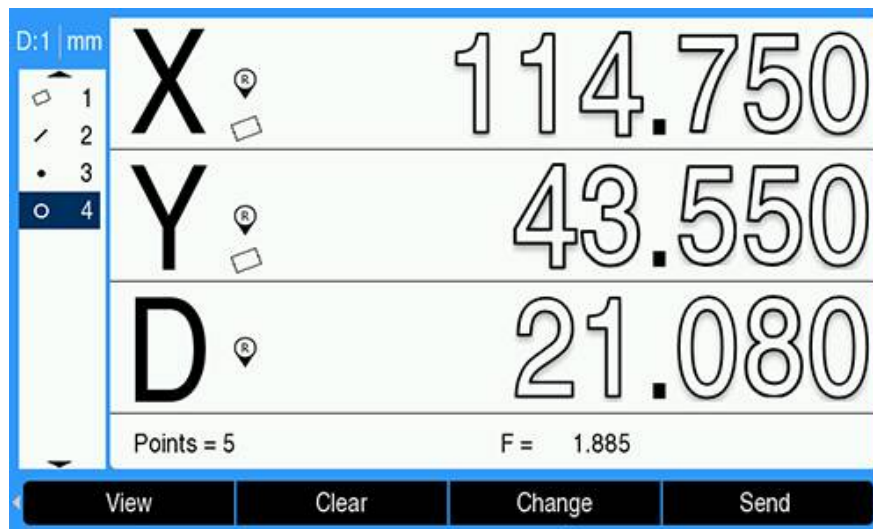 D:1 mm
1
2
3
4
X R 114.750
Y R 43.550
D R 21.080
Points = 5 F = 1.885
View Clear Change Send